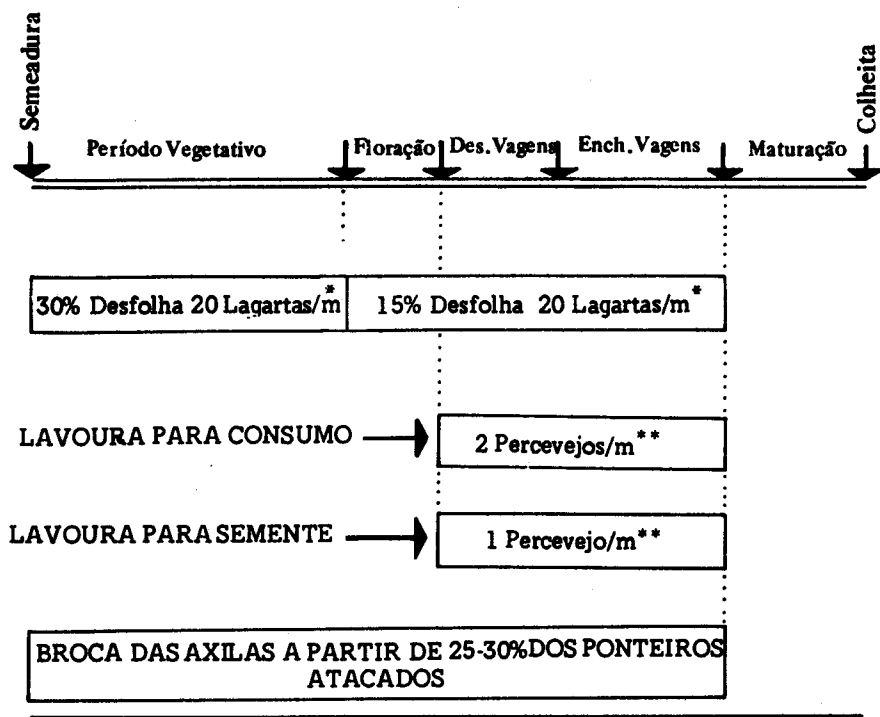 Semeadura
Colheita
Período Vegetativo
Floração
Des. Vagens
Ench. Vagens
Maturação
30% Desfolha 20 Lagartas/m*
15% Desfolha 20 Lagartas/m*
LAVOURA PARA CONSUMO
2 Percevejos/m**
LAVOURA PARA SEMENTE
1 Percevejo/m**
BROCA DAS AXILAS A PARTIR DE 25-30% DOS PONTEIROS
ATACADOS